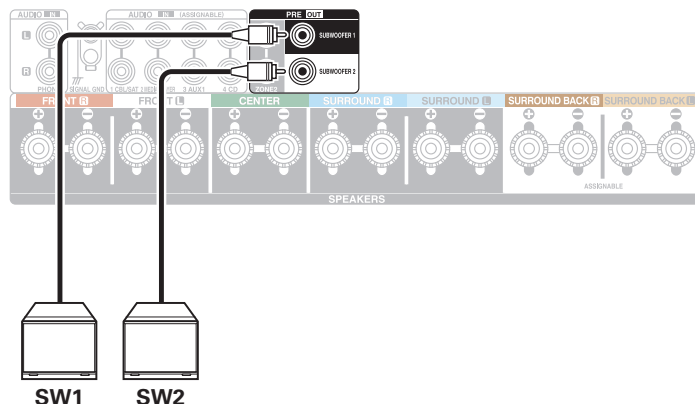 AUDIO IN
AUDIO IN (ASSIGNABLE)
PRE OUT
L
SUBWOOFER 1
R
SUBWOOFER 2
PHONO
SIGNAL GND
1 CBL/SAT
3 AUX1
4 CD
ZONE2
FRONT R
FRONT L
CENTER
SURROUND R
SURROUND L
SURROUND BACK R
SURROUND BACK L
ASSIGNABLE
SPEAKERS
SW1
SW2